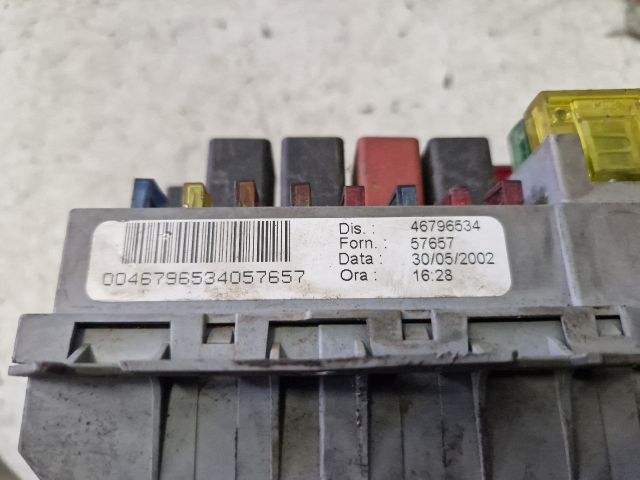 Dis. : 46796534
Forn. : 57657
Data : 30/05/2002
Ora : 16:28
0046796534057657